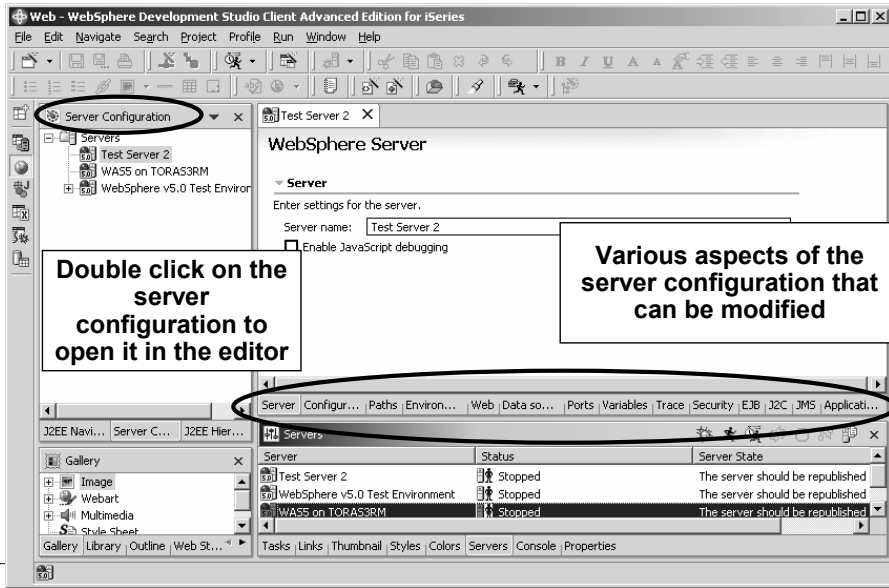 Web - WebSphere Development Studio Client Advanced Edition for iSeries
File Edit Navigate Search Project Profile Run Window Help
B I U A A
Server Configuration
Servers
Test Server 2
WAS5 on TORAS3RM
WebSphere v5.0 Test Environ
Test Server 2
WebSphere Server
Server
Enter settings for the server.
Server name: Test Server 2
Enable JavaScript debugging
Double click on the
server
configuration to
open it in the editor
Various aspects of the
server configuration that
can be modified
Server Configur... Paths Environ... Web Data so... Ports Variables Trace Security EJB J2C JMS Applicati...
J2EE Navi... Server C... J2EE Hier...
Gallery
Image
Webart
Multimedia
Style Sheet
Gallery Library Outline Web St...
Servers
Server Status Server State
Test Server 2 Stopped The server should be republished
WebSphere v5.0 Test Environment Stopped The server should be republished
WAS5 on TORAS3RM Stopped The server should be republished
Tasks Links Thumbnail Styles Colors Servers Console Properties